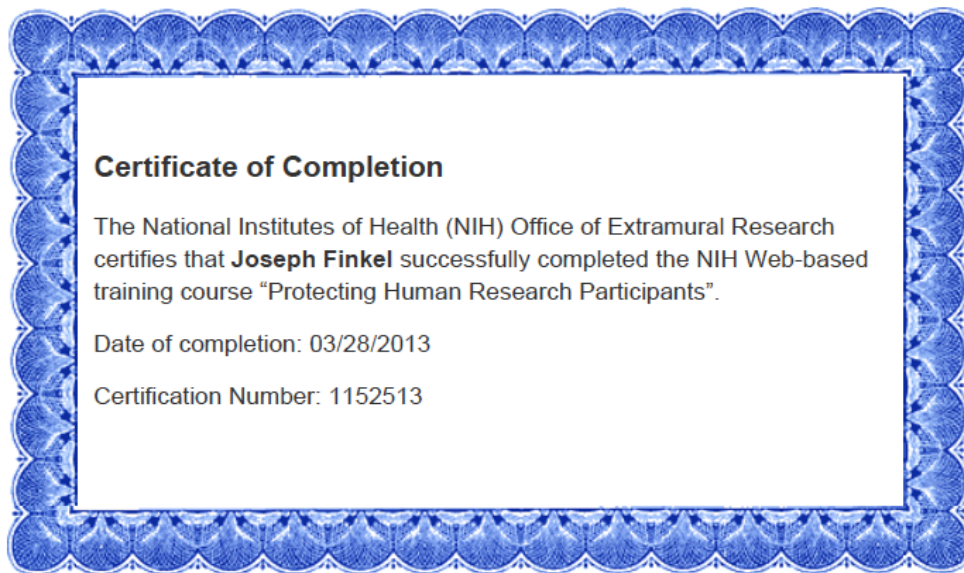 Certificate of Completion
The National Institutes of Health (NIH) Office of Extramural Research
certifies that Joseph Finkel successfully completed the NIH Web-based
training course “Protecting Human Research Participants”.
Date of completion: 03/28/2013
Certification Number: 1152513